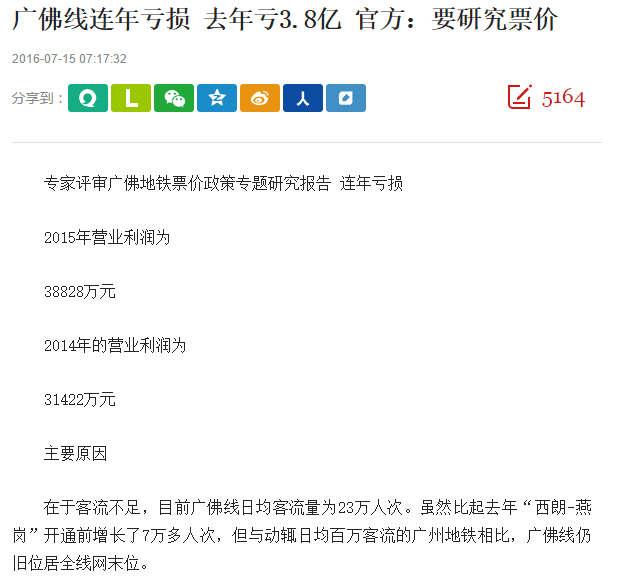 广佛线连年亏损 去年亏3.8亿 官方：要研究票价
2016-07-15 07:17:32
分享到： L 人 5164
专家评审广佛地铁票价政策专题研究报告 连年亏损
2015年营业利润为
38828万元
2014年的营业利润为
31422万元
主要原因
在于客流不足，目前广佛线日均客流量为23万人次。虽然比起去年“西朗-燕
岗”开通前增长了7万多人次，但与动辄日均百万客流的广州地铁相比，广佛线仍
旧位居全线网末位。